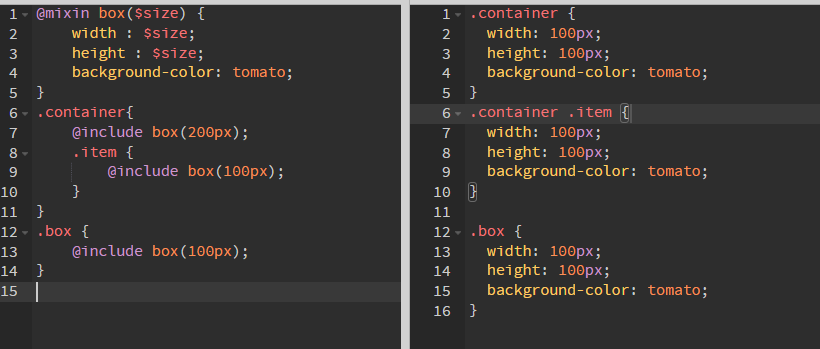 1 @mixin box($size) {
2 width : $size;
3 height : $size;
4 background-color: tomato;
5 }
6 .container{
7 @include box(200px);
8 .item {
9 @include box(100px);
10 }
11 }
12 .box {
13 @include box(100px);
14 }
15
1 .container {
2 width: 100px;
3 height: 100px;
4 background-color: tomato;
5 }
6 .container .item {
7 width: 100px;
8 height: 100px;
9 background-color: tomato;
10 }
11
12 .box {
13 width: 100px;
14 height: 100px;
15 background-color: tomato;
16 }